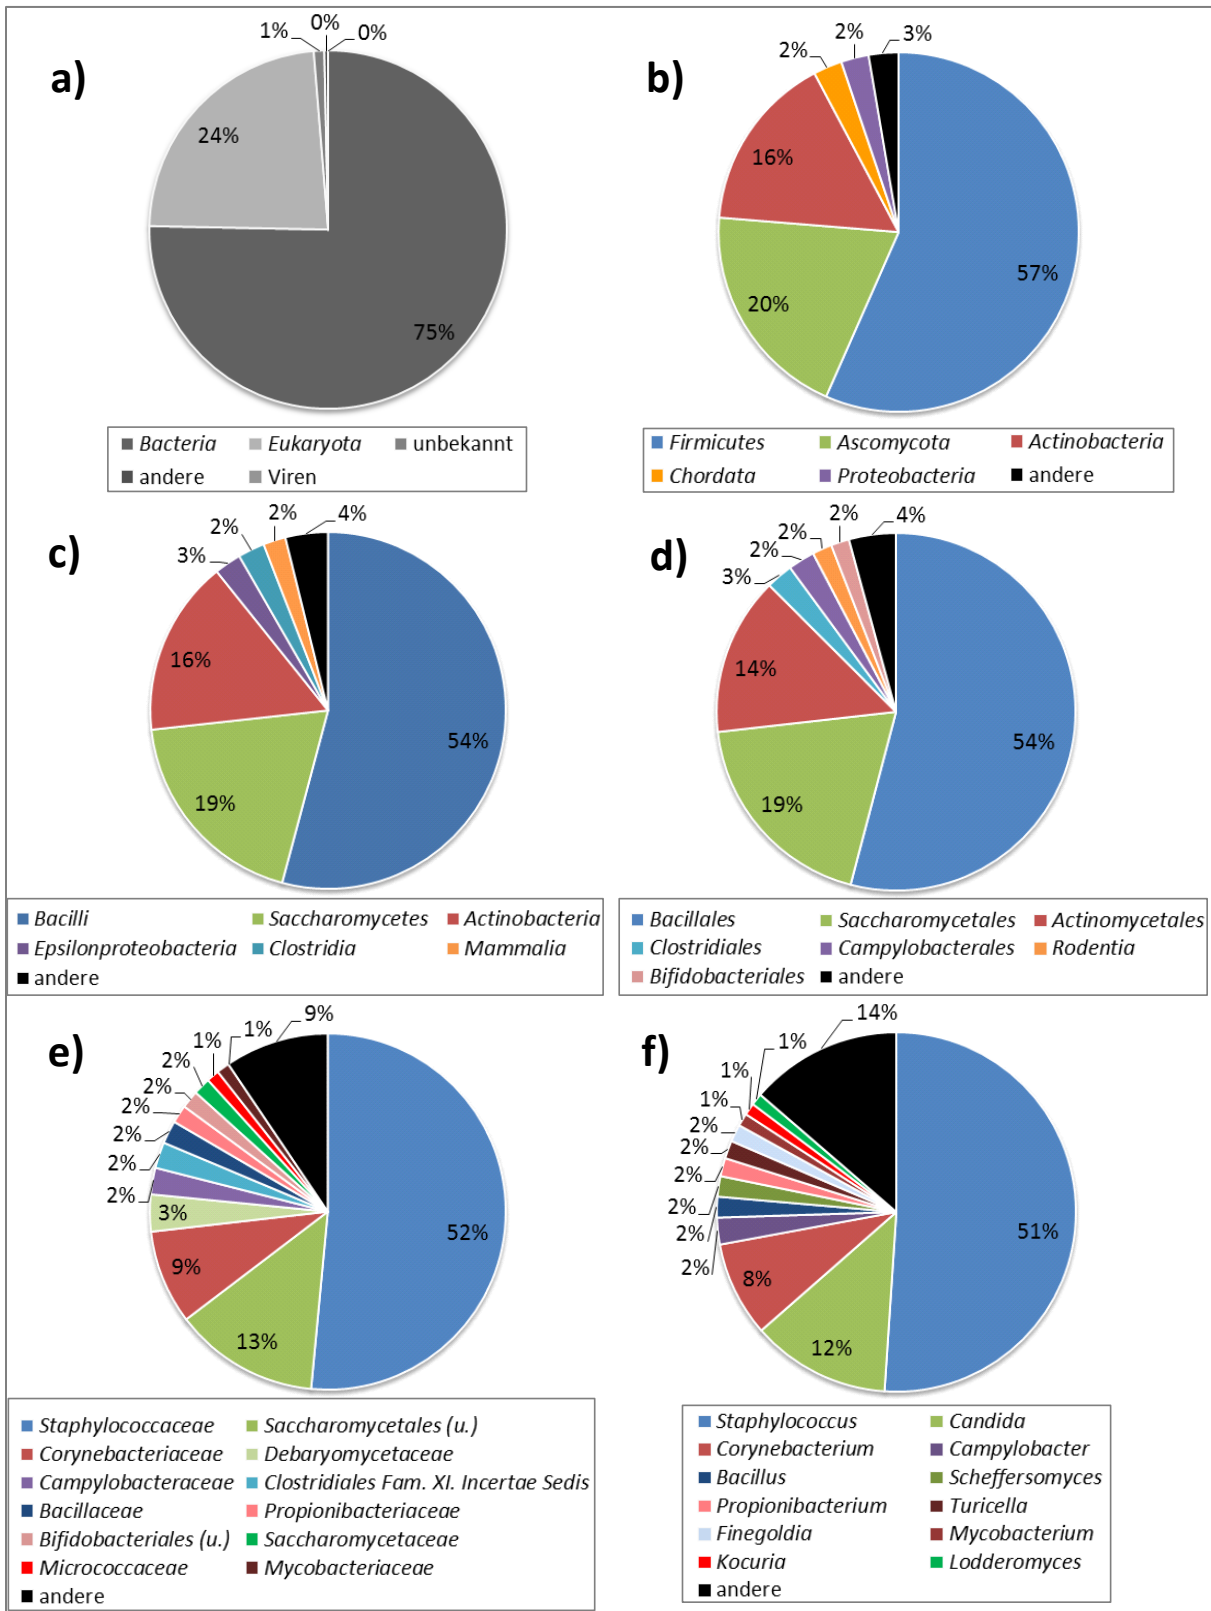 a)
1%
0%
0%
24%
75%
Bacteria Eukaryota unbekannt
andere Viren
b)
2%
2%
3%
16%
20%
57%
Firmicutes Ascomycota Actinobacteria
Chordata Proteobacteria andere
c)
3%
2%
2%
4%
16%
19%
54%
Bacilli Saccharomycetes Actinobacteria
Epsilonproteobacteria Clostridia Mammalia
andere
d)
3%
2%
2%
2%
4%
14%
19%
54%
Bacillales Saccharomycetales Actinomycetales
Clostridiales Campylobacterales Rodentia
Bifidobacteriales andere
e)
9%
1%
1%
2%
2%
2%
2%
2%
2%
3%
9%
13%
52%
Staphylococcaceae Saccharomycetales (u.)
Corynebacteriaceae Debaryomycetaceae
Campylobacteraceae Clostridiales Fam. XI. Incertae Sedis
Bacillaceae Propionibacteriaceae
Bifidobacteriales (u.) Saccharomycetaceae
Micrococcaceae Mycobacteriaceae
andere
f)
14%
1%
1%
1%
2%
2%
2%
2%
2%
2%
8%
12%
51%
Staphylococcus Candida
Corynebacterium Campylobacter
Bacillus Scheffersomyces
Propionibacterium Turicella
Finegoldia Mycobacterium
Kocuria Lodderomyces
andere